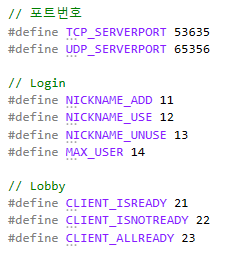 // 포트번호
#define TCP_SERVERPORT 53635
#define UDP_SERVERPORT 65356
// Login
#define NICKNAME_ADD 11
#define NICKNAME_USE 12
#define NICKNAME_UNUSE 13
#define MAX_USER 14
// Lobby
#define CLIENT_ISREADY 21
#define CLIENT_ISNOTREADY 22
#define CLIENT_ALLREADY 23